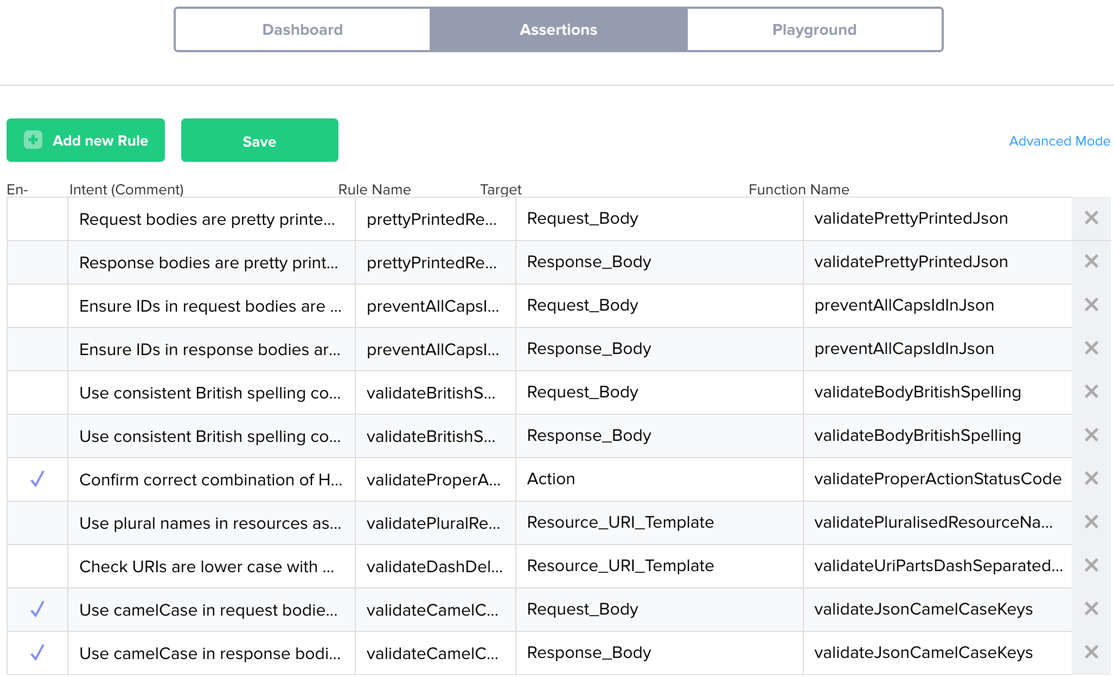 Dashboard Assertions Playground
Add new Rule Save Advanced Mode
En- Intent (Comment) Rule Name Target Function Name
Request bodies are pretty printe... prettyPrintedRe... Request_Body validatePrettyPrintedJson
Response bodies are pretty print... prettyPrintedRe... Response_Body validatePrettyPrintedJson
Ensure IDs in request bodies are ... preventAllCapsI... Request_Body preventAllCapsIdInJson
Ensure IDs in response bodies ar... preventAllCapsI... Response_Body preventAllCapsIdInJson
Use consistent British spelling co... validateBritishS... Request_Body validateBodyBritishSpelling
Use consistent British spelling co... validateBritishS... Response_Body validateBodyBritishSpelling
Confirm correct combination of H... validateProperA... Action validateProperActionStatusCode
Use plural names in resources as... validatePluralRe... Resource_URI_Template validatePluralisedResourceNa...
Check URIs are lower case with ... validateDashDel... Resource_URI_Template validateUriPartsDashSeparated...
Use camelCase in request bodie... validateCamelC... Request_Body validateJsonCamelCaseKeys
Use camelCase in response bodi... validateCamelC... Response_Body validateJsonCamelCaseKeys